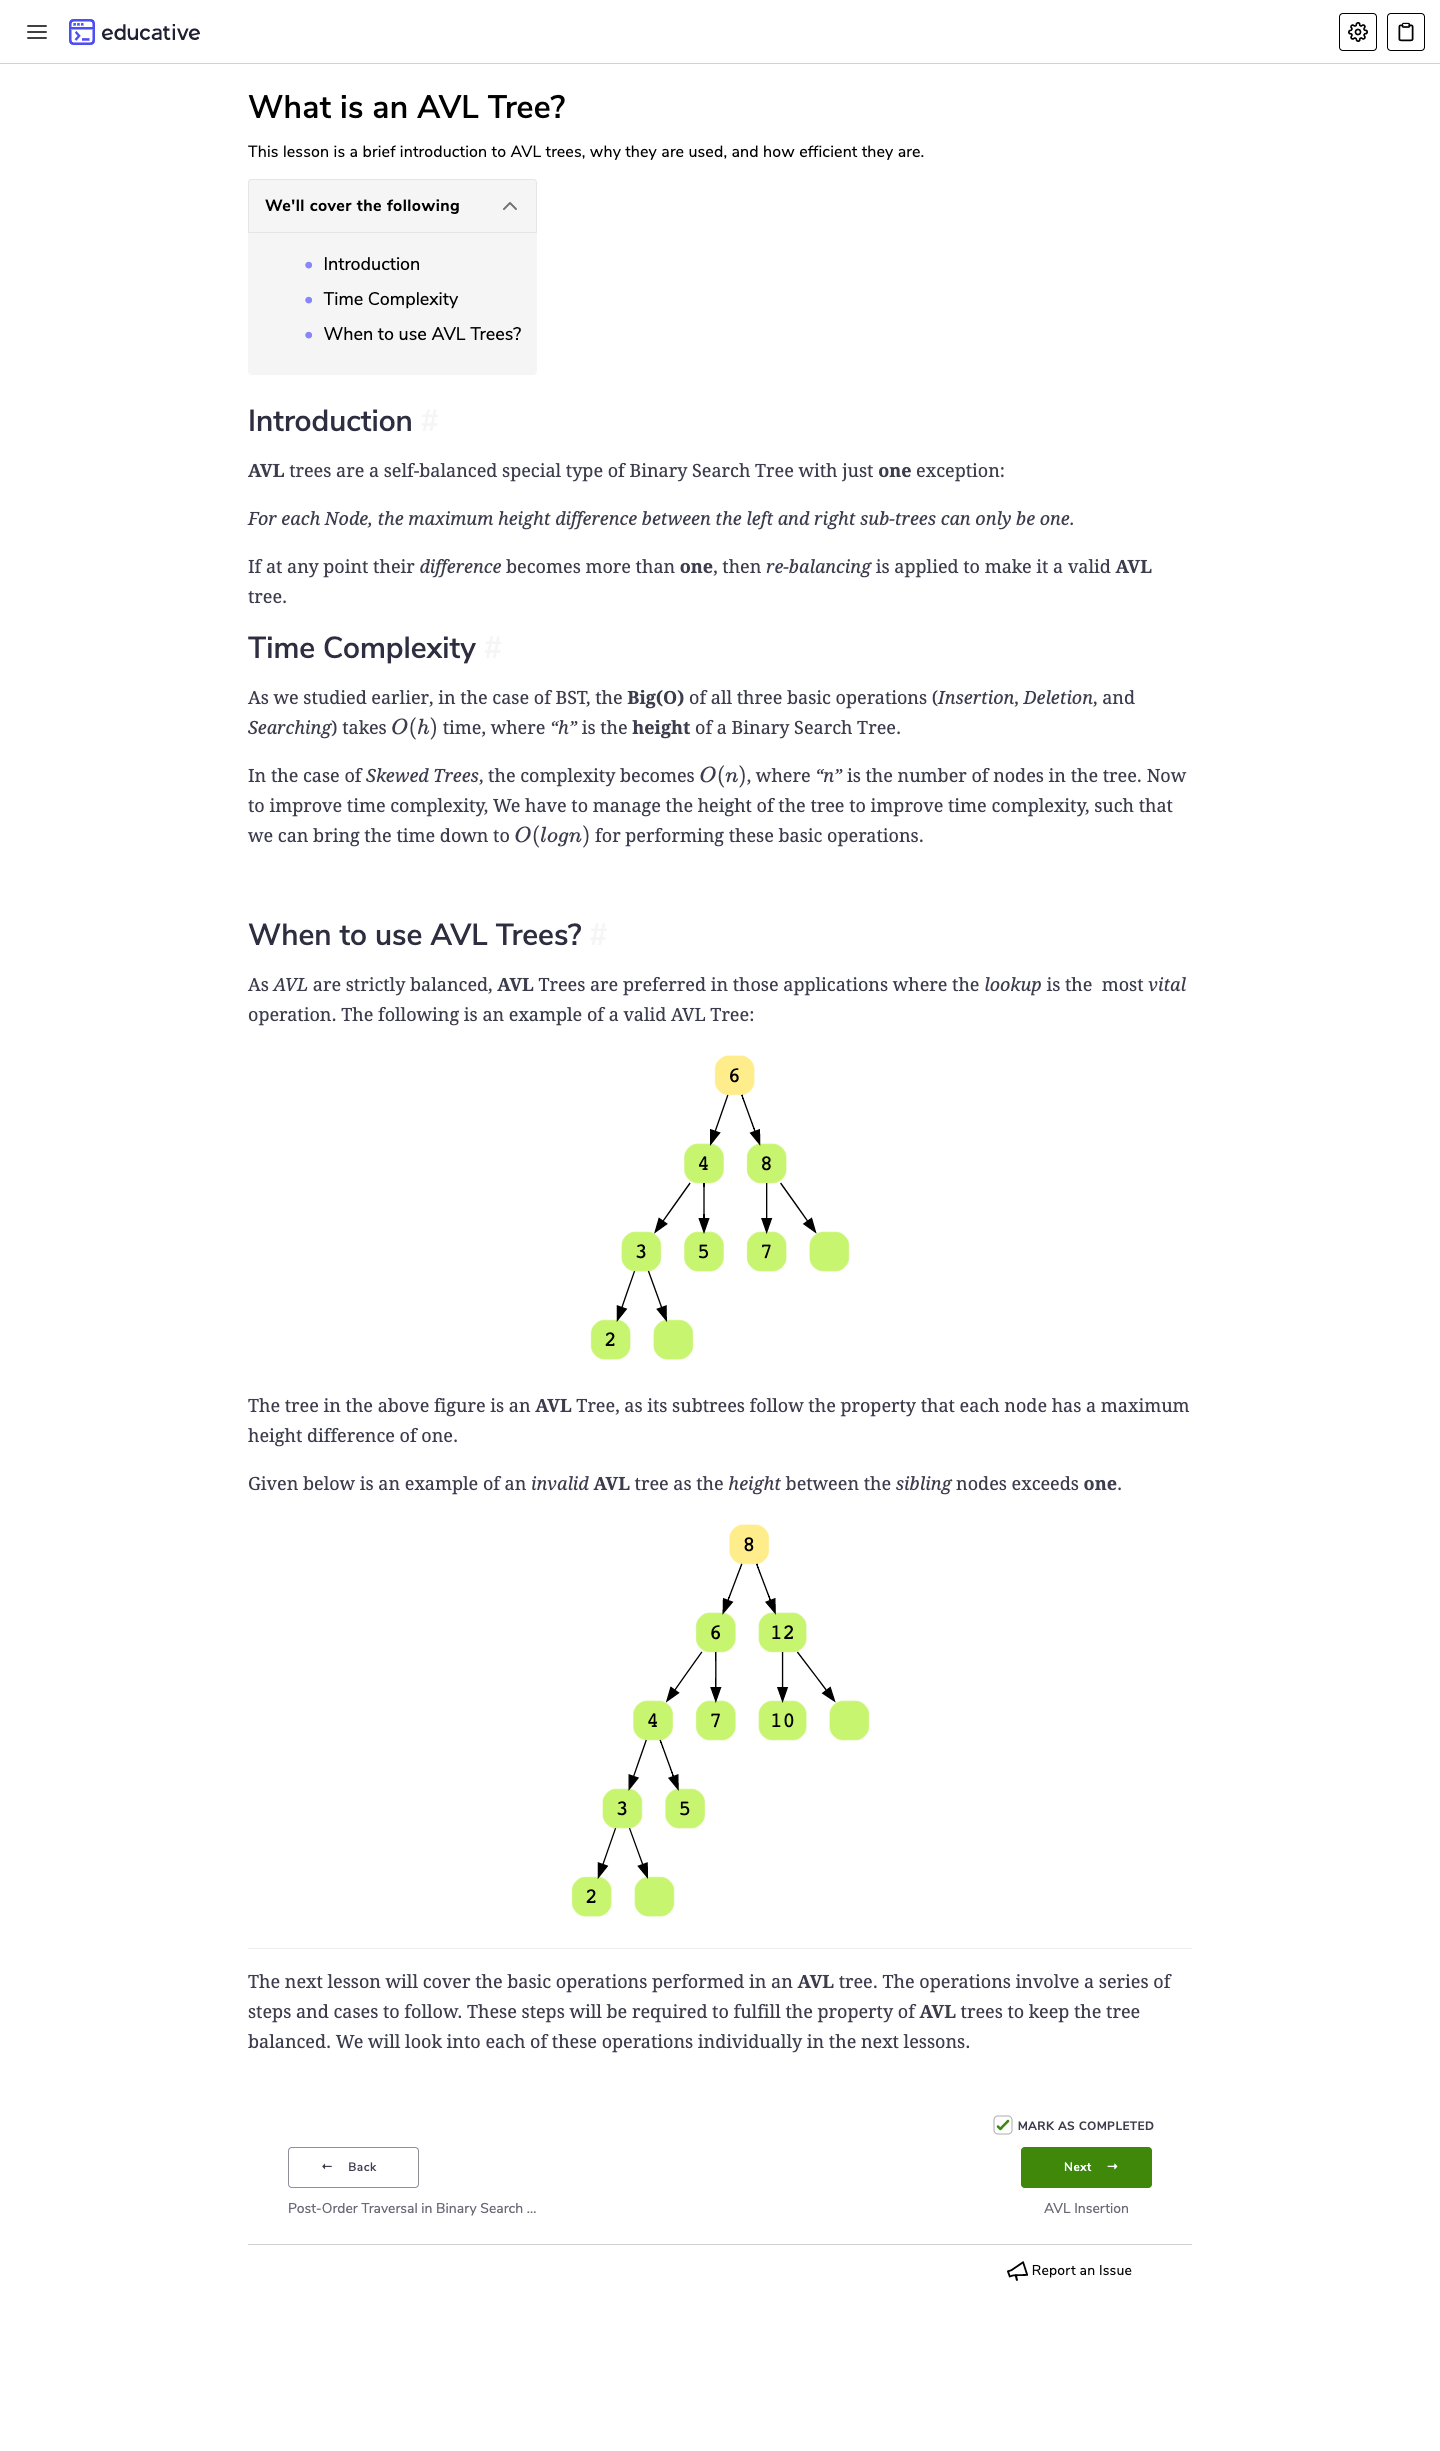 educative
What is an AVL Tree?
This lesson is a brief introduction to AVL trees, why they are used, and how efficient they are.
We'll cover the following
• Introduction
• Time Complexity
• When to use AVL Trees?
Introduction #
AVL trees are a self-balanced special type of Binary Search Tree with just one exception:
For each Node, the maximum height difference between the left and right sub-trees can only be one.
If at any point their difference becomes more than one, then re-balancing is applied to make it a valid AVL
tree.
Time Complexity #
As we studied earlier, in the case of BST, the Big(O) of all three basic operations (Insertion, Deletion, and
Searching) takes O(h) time, where “h” is the height of a Binary Search Tree.
In the case of Skewed Trees, the complexity becomes O(n), where “n” is the number of nodes in the tree. Now
to improve time complexity, We have to manage the height of the tree to improve time complexity, such that
we can bring the time down to O(logn) for performing these basic operations.
When to use AVL Trees? #
As AVL are strictly balanced, AVL Trees are preferred in those applications where the lookup is the most vital
operation. The following is an example of a valid AVL Tree:
6
4 8
3 5 7
2
The tree in the above figure is an AVL Tree, as its subtrees follow the property that each node has a maximum
height difference of one.
Given below is an example of an invalid AVL tree as the height between the sibling nodes exceeds one.
8
6 12
4 7 10
3 5
2
The next lesson will cover the basic operations performed in an AVL tree. The operations involve a series of
steps and cases to follow. These steps will be required to fulfill the property of AVL trees to keep the tree
balanced. We will look into each of these operations individually in the next lessons.
MARK AS COMPLETED
← Back
Next →
Post-Order Traversal in Binary Search ...
AVL Insertion
Report an Issue